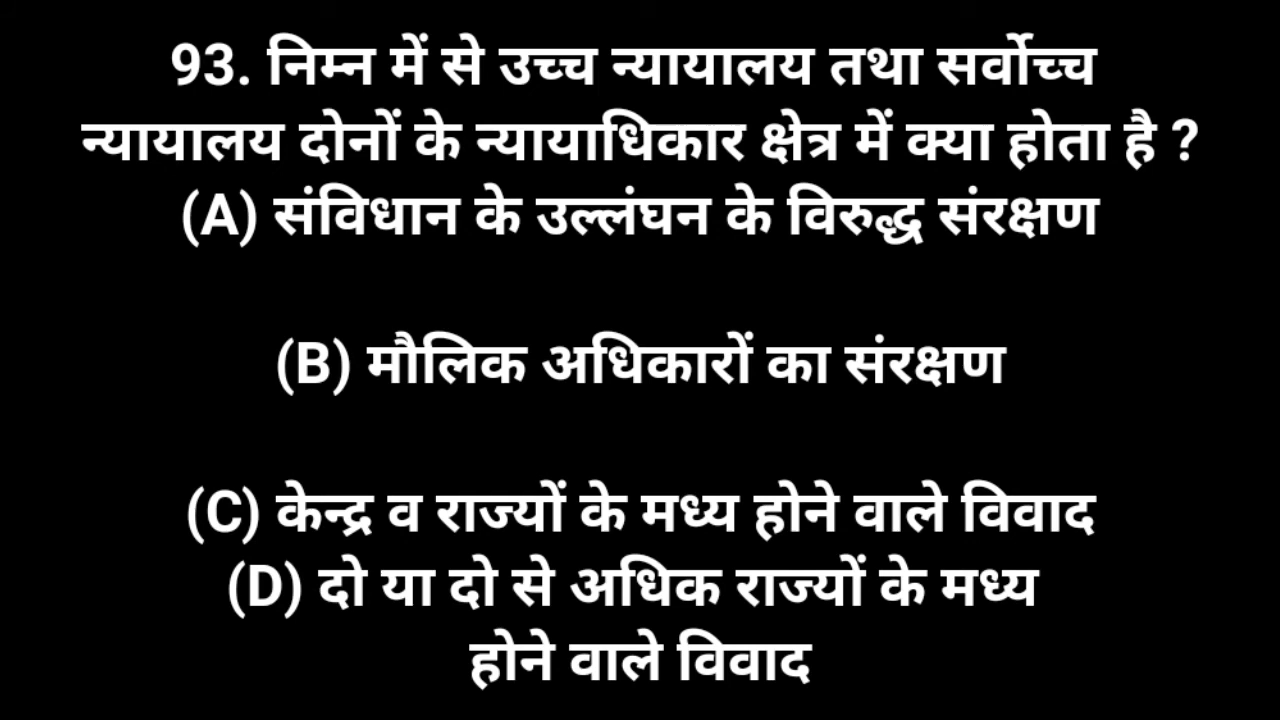 93. निम्न में से उच्च न्यायालय तथा सर्वोच्च
न्यायालय दोनों के न्यायाधिकार क्षेत्र में क्या होता है ?
(A) संविधान के उल्लंघन के विरुद्ध संरक्षण
(B) मौलिक अधिकारों का संरक्षण
(C) केन्द्र व राज्यों के मध्य होने वाले विवाद
(D) दो या दो से अधिक राज्यों के मध्य
होने वाले विवाद